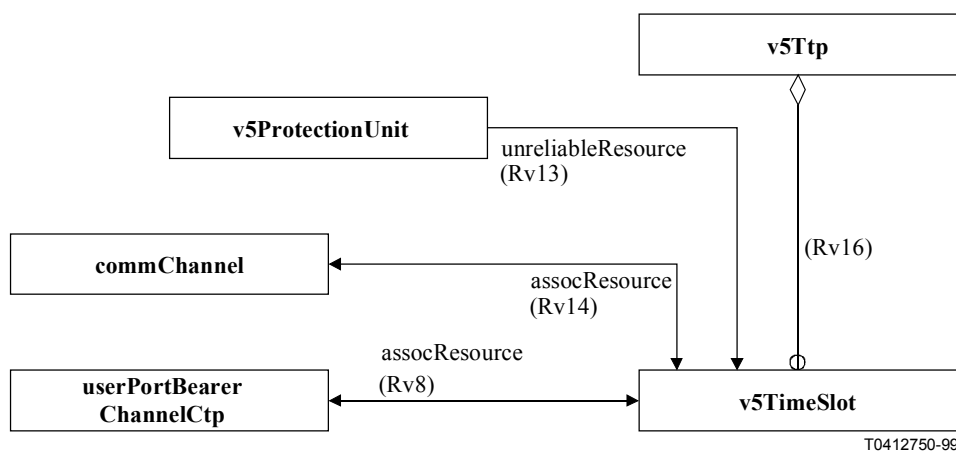 v5Ttp
v5ProtectionUnit
unreliableResource
(Rv13)
(Rv16)
commChannel
assocResource
(Rv14)
assocResource
(Rv8)
userPortBearer
ChannelCtp
v5TimeSlot
T0412750-99